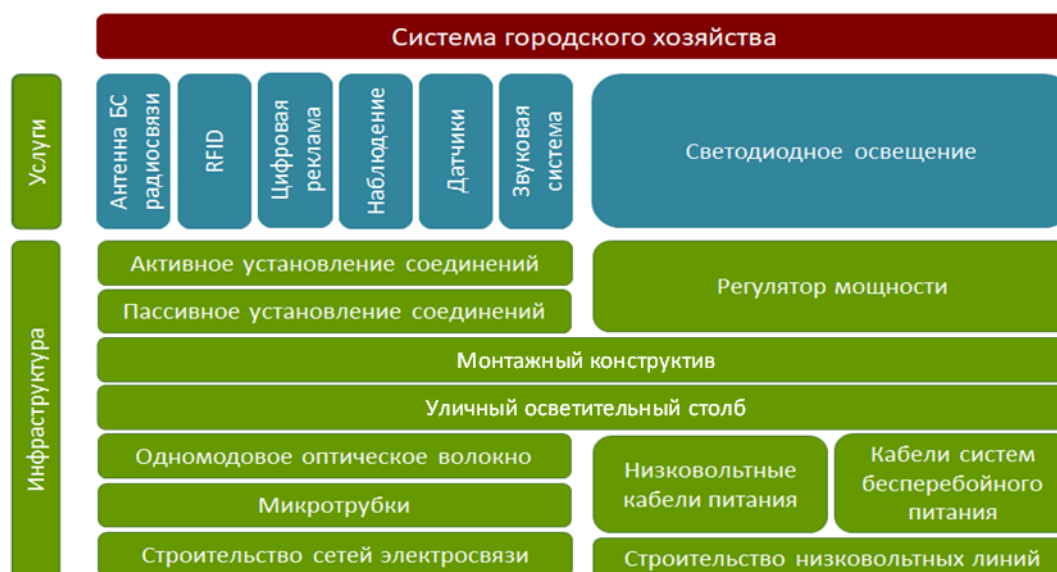 Система городского хозяйства
Услуги
Антенна БС
радиосвязи
RFID
Цифровая
реклама
Наблюдение
Датчики
Звуковая
система
Светодиодное освещение
Инфраструктура
Активное установление соединений
Пассивное установление соединений
Регулятор мощности
Монтажный конструктив
Уличный осветительный столб
Одномодовое оптическое волокно
Микротрубки
Низковольтные
кабели питания
Кабели систем
бесперебойного
питания
Строительство сетей электросвязи
Строительство низковольтных линий